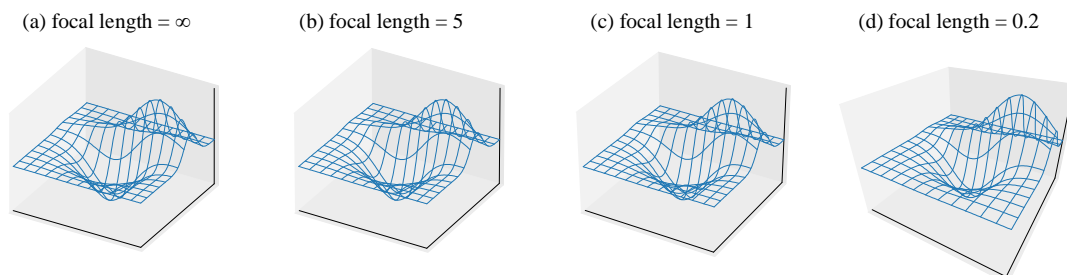 (a) focal length = ∞
(b) focal length = 5
(c) focal length = 1
(d) focal length = 0.2